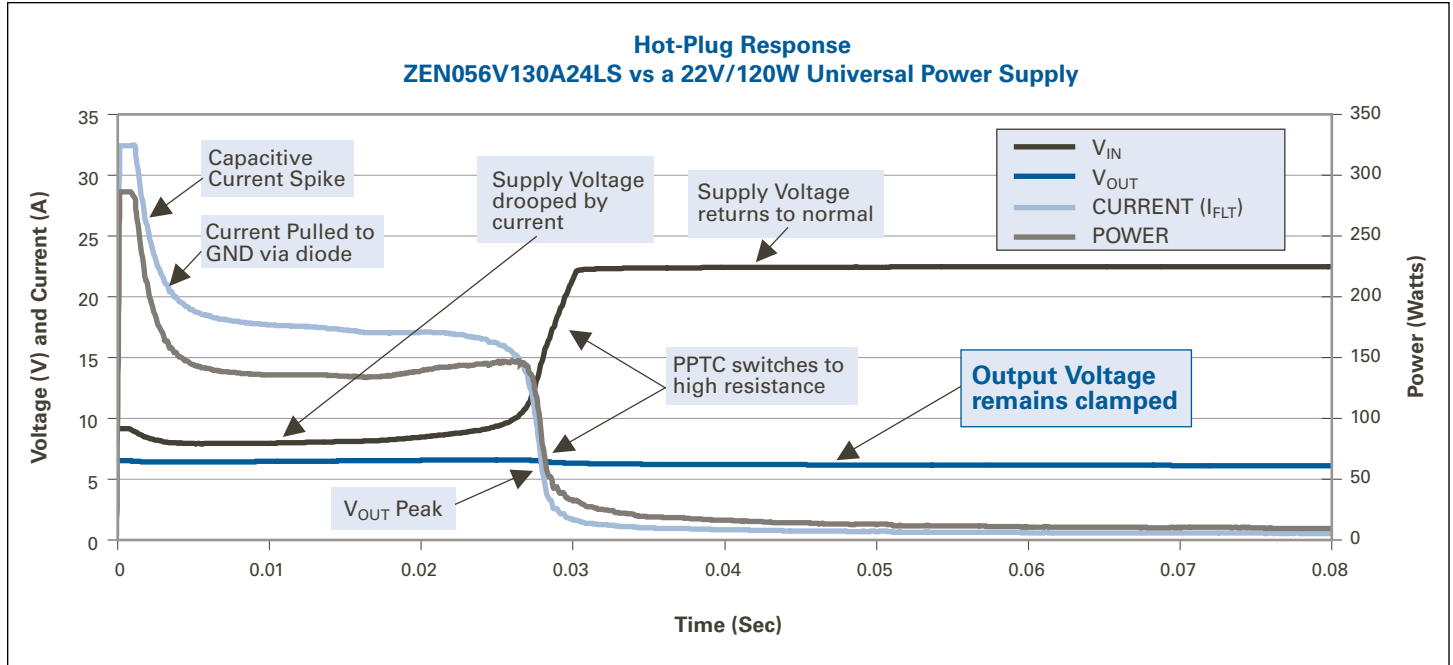 Hot-Plug Response
ZEN056V130A24LS vs a 22V/120W Universal Power Supply
Voltage (V) and Current (A)
35
30
25
20
15
10
5
0
Capacitive
Current Spike
Current Pulled to
GND via diode
Supply Voltage
drooped by
current
Supply Voltage
returns to normal
V_IN
V_OUT
CURRENT (I_FLT)
POWER
PPTC switches to
high resistance
Output Voltage
remains clamped
V_OUT Peak
350
300
250
200
150
100
50
0
Power (Watts)
0 0.01 0.02 0.03 0.04 0.05 0.06 0.07 0.08
Time (Sec)